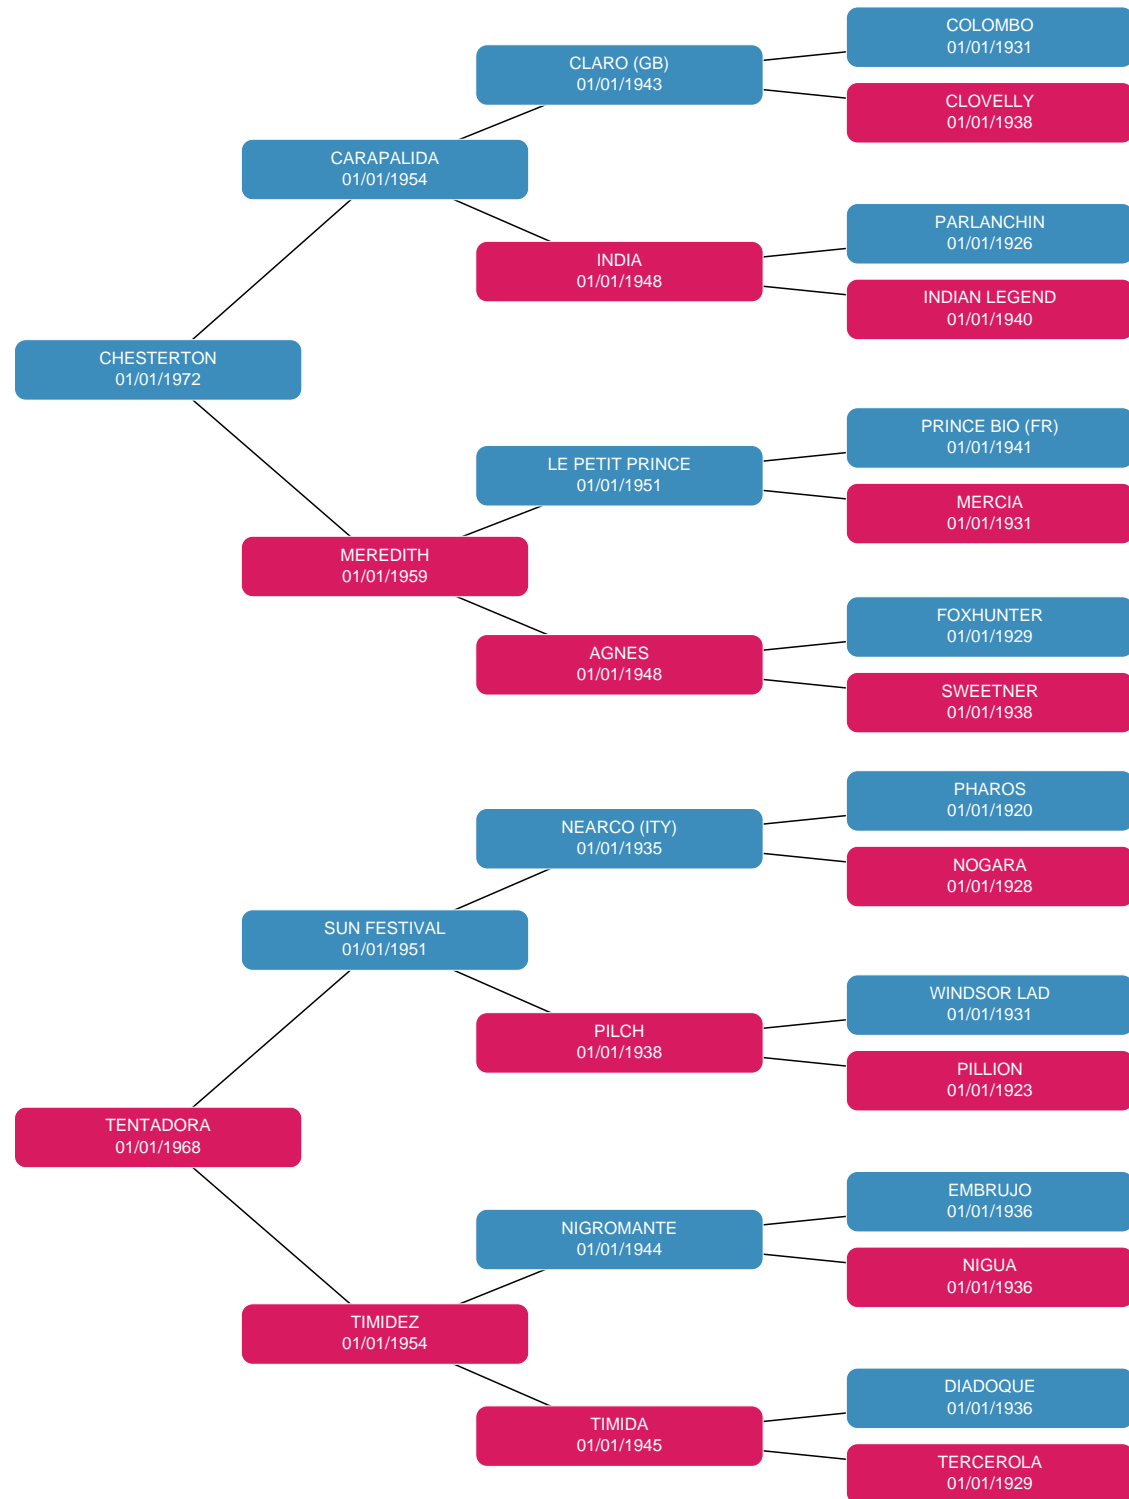 COLOMBO
01/01/1931
CLARO (GB)
01/01/1943
CLOVELLY
01/01/1938
CARAPALIDA
01/01/1954
PARLANCHIN
01/01/1926
INDIA
01/01/1948
INDIAN LEGEND
01/01/1940
CHESTERTON
01/01/1972
PRINCE BIO (FR)
01/01/1941
LE PETIT PRINCE
01/01/1951
MERCIA
01/01/1931
MEREDITH
01/01/1959
FOXHUNTER
01/01/1929
AGNES
01/01/1948
SWEETNER
01/01/1938
PHAROS
01/01/1920
NEARCO (ITY)
01/01/1935
NOGARA
01/01/1928
SUN FESTIVAL
01/01/1951
WINDSOR LAD
01/01/1931
PILCH
01/01/1938
PILLION
01/01/1923
TENTADORA
01/01/1968
EMBRUJO
01/01/1936
NIGROMANTE
01/01/1944
NIGUA
01/01/1936
TIMIDEZ
01/01/1954
DIADOQUE
01/01/1936
TIMIDA
01/01/1945
TERCEROLA
01/01/1929